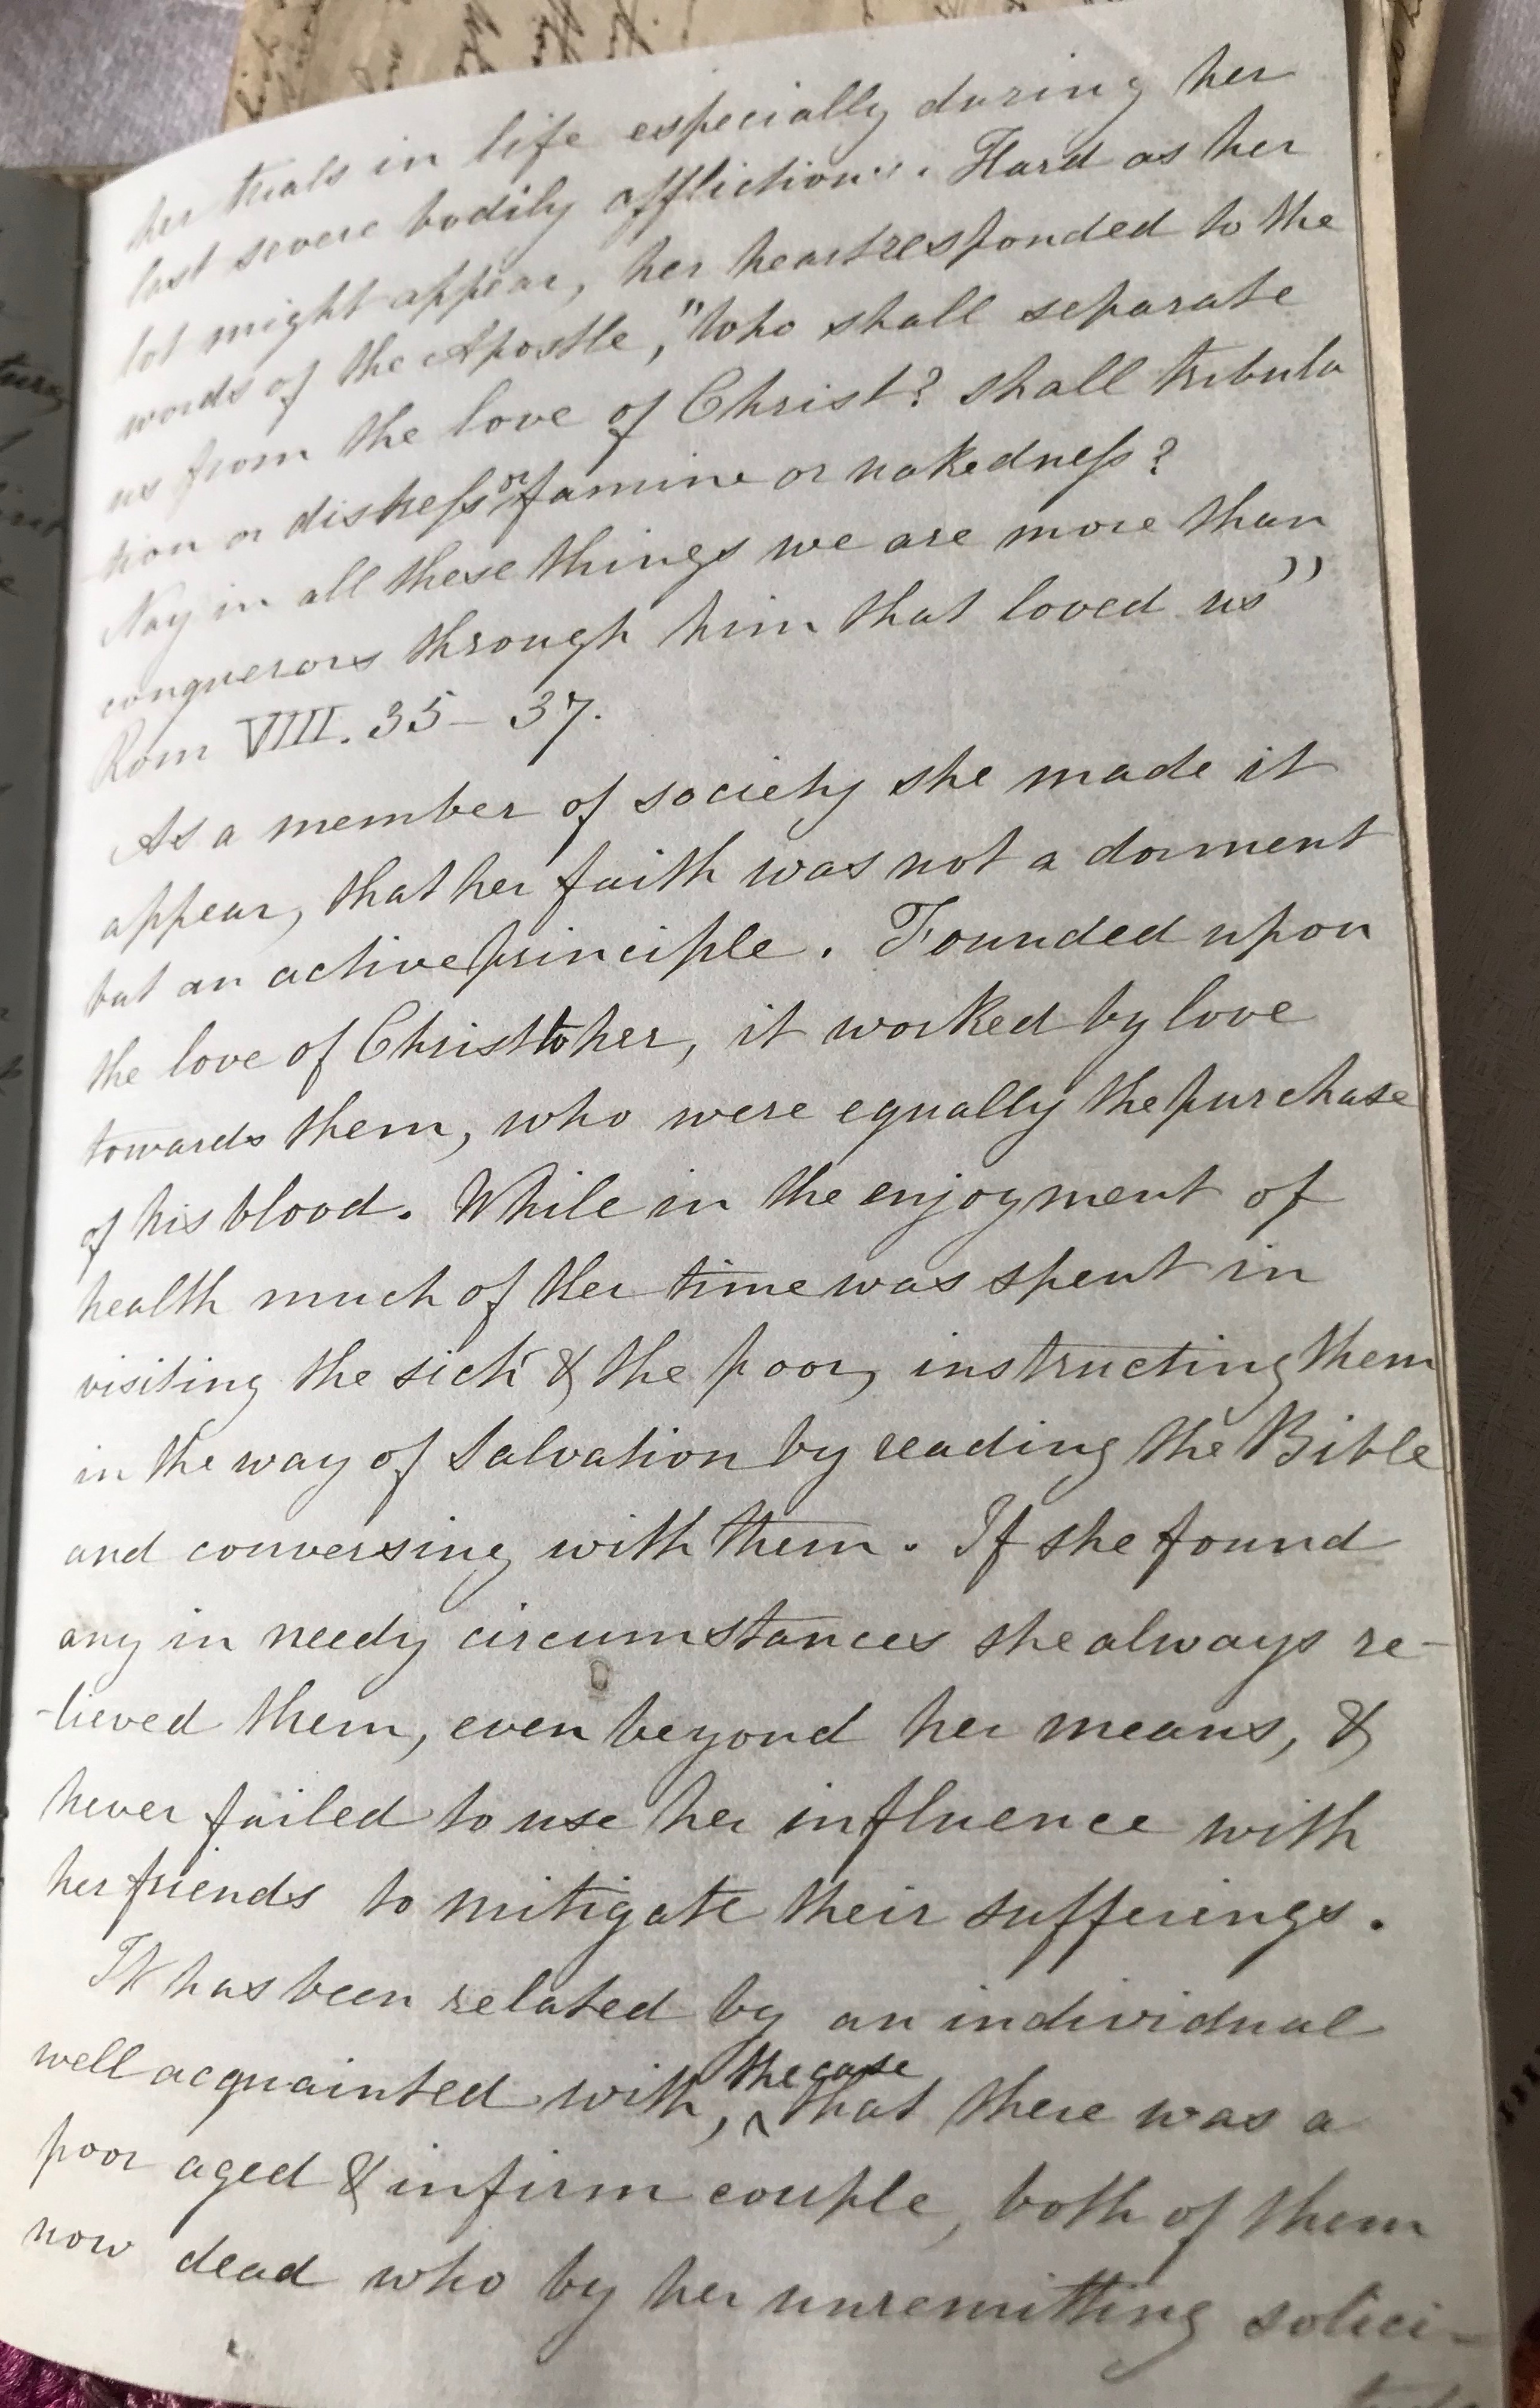 her trials in life especially during her
last severe bodily affliction. Hard as her
lot might appear, her heart responded to the
words of the Apostle, "Who shall separate
us from the love of Christ? shall tribula
tion or distress or famine or nakedness?
Nay in all these things we are more than
conquerors through him that loved us"
Rom VIII. 35-37.
As a member of society she made it
appear, that her faith was not a dorment
but an active principle. Founded upon
the love of Christ to her, it worked by love
towards them, who were equally the purchase
of his blood. While in the enjoyment of
health much of her time was spent in
visiting the sick & the poor, instructing them
in the way of Salvation by reading the Bible
and conversing with them. If she found
any in needy circumstances she always re-
-lieved them, even beyond her means, &
never failed to use her influence with
her friends to mitigate their sufferings.
It has been related by an individual
well acquainted with, the case that there was a
poor aged & infirm couple, both of them
now dead who by her unremitting solici-